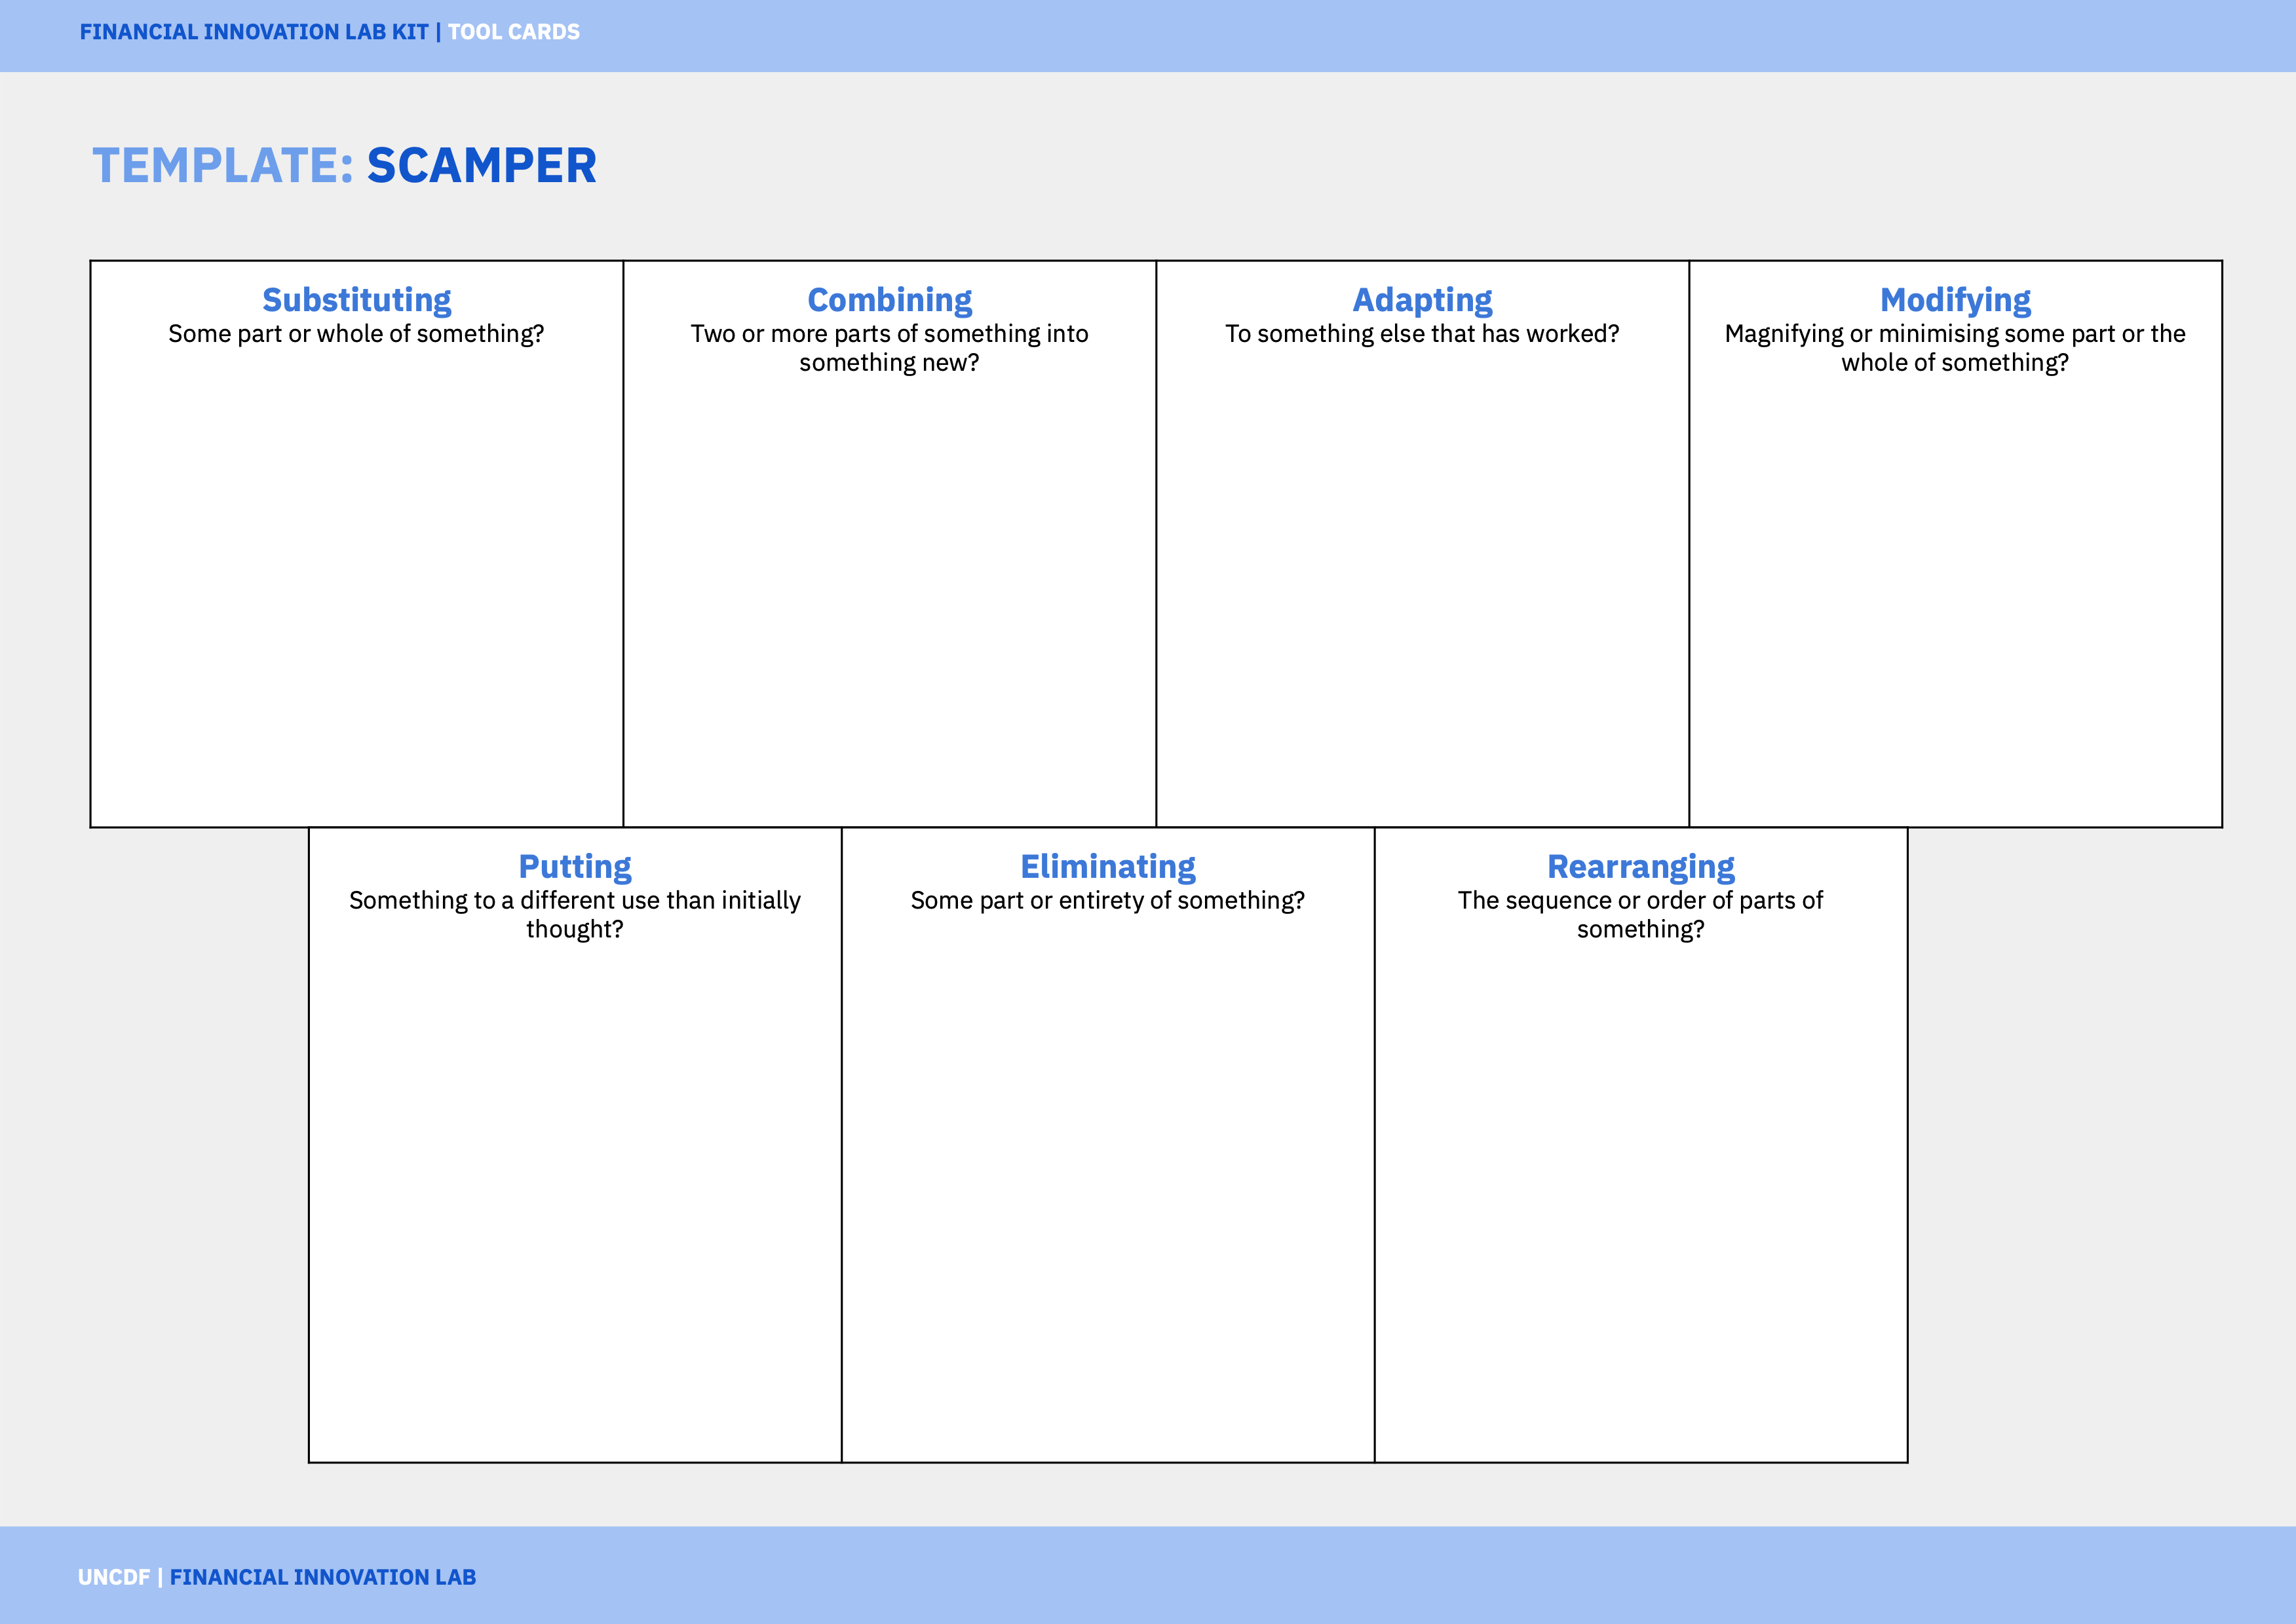 FINANCIAL INNOVATION LAB KIT | TOOL CARDS
TEMPLATE: SCAMPER
Substituting
Some part or whole of something?
Combining
Two or more parts of something into
something new?
Adapting
To something else that has worked?
Modifying
Magnifying or minimising some part or the
whole of something?
Putting
Something to a different use than initially
thought?
Eliminating
Some part or entirety of something?
Rearranging
The sequence or order of parts of
something?
UNCDF | FINANCIAL INNOVATION LAB